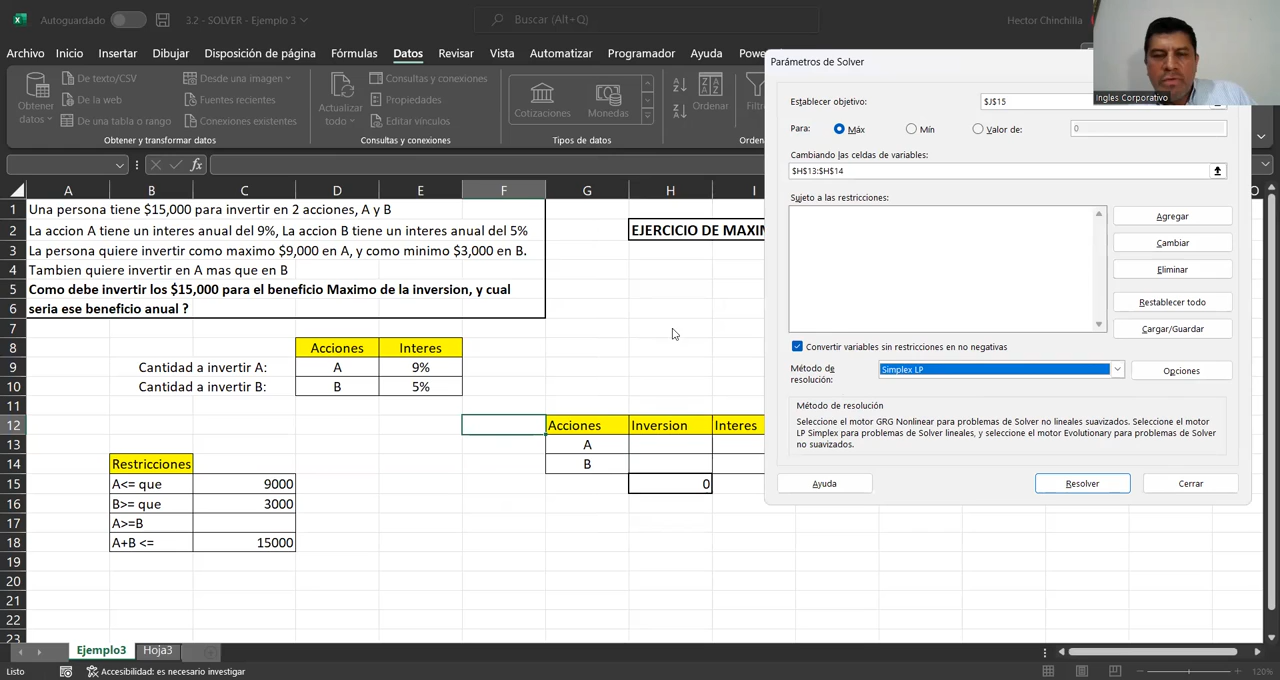 Autoguardado
3.2 - SOLVER - Ejemplo 3
Buscar (Alt+Q)
Hector Chinchilla
Archivo Inicio Insertar Dibujar Disposición de página Fórmulas Datos Revisar Vista Automatizar Programador Ayuda
Obtener datos
De texto/CSV
De la web
De una tabla o rango
Desde una imagen
Fuentes recientes
Conexiones existentes
Obtener y transformar datos
Actualizar todo
Consultas y conexiones
Propiedades
Editar vínculos
Consultas y conexiones
Cotizaciones
Monedas
Tipos de datos
Ordenar
fx
A B C D E F G H I
1 Una persona tiene $15,000 para invertir en 2 acciones, A y B
2 La accion A tiene un interes anual del 9%, La accion B tiene un interes anual del 5%
EJERCICIO DE MAXIM
3 La persona quiere invertir como maximo $9,000 en A, y como minimo $3,000 en B.
4 Tambien quiere invertir en A mas que en B
5 Como debe invertir los $15,000 para el beneficio Maximo de la inversion, y cual
6 seria ese beneficio anual ?
7
8 Acciones Interes
9 Cantidad a invertir A: A 9%
10 Cantidad a invertir B: B 5%
11
12 Acciones Inversion Interes
13 A
14 Restricciones B
15 A<= que 9000 0
16 B>= que 3000
17 A>=B
18 A+B <= 15000
19
20
21
22
23
Parámetros de Solver
Ingles Corporativo
Establecer objetivo: $J$15
Para: Máx Mín Valor de: 0
Cambiando las celdas de variables:
$H$13:$H$14
Sujeto a las restricciones:
Agregar
Cambiar
Eliminar
Restablecer todo
Cargar/Guardar
Convertir variables sin restricciones en no negativas
Método de resolución: Simplex LP Opciones
Método de resolución
Seleccione el motor GRG Nonlinear para problemas de Solver no lineales suavizados. Seleccione el motor
LP Simplex para problemas de Solver lineales, y seleccione el motor Evolutionary para problemas de Solver
no suavizados.
Ayuda Resolver Cerrar
Ejemplo3 Hoja3
Listo Accesibilidad: es necesario investigar 120%